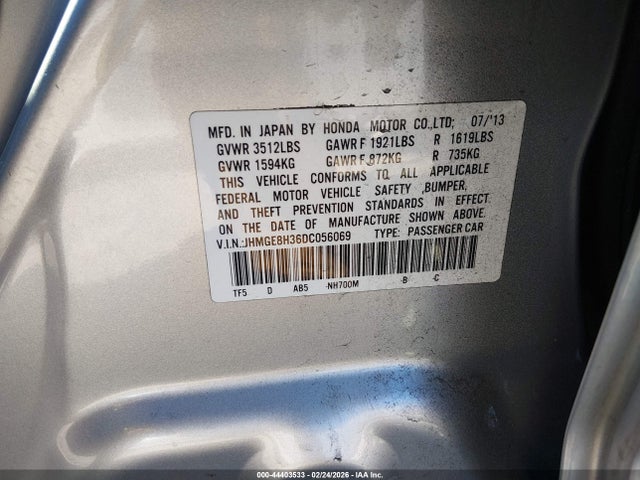 MFD. IN JAPAN BY HONDA MOTOR CO.,LTD; 07/'13
GVWR 3512LBS GAWR F 1921LBS R 1619LBS
GVWR 1594KG GAWR F 872KG R 735KG
THIS VEHICLE CONFORMS TO ALL APPLICABLE
FEDERAL MOTOR VEHICLE SAFETY ,BUMPER,
AND THEFT PREVENTION STANDARDS IN EFFECT
ON THE DATE OF MANUFACTURE SHOWN ABOVE.
V.I.N.:JHMGE8H36DC056069 TYPE: PASSENGER CAR
TF5 D AB5 -NH700M -B -C
000-44403533 - 02/24/2026 - IAA Inc.